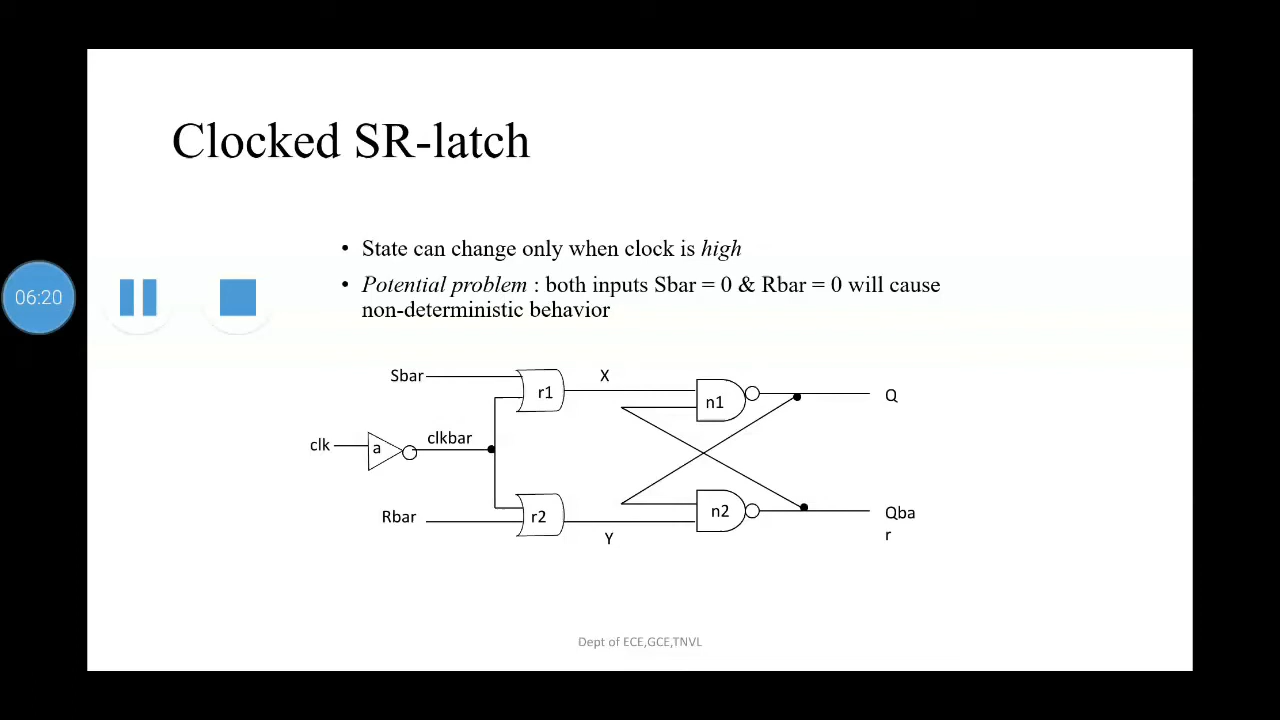 Clocked SR-latch
• State can change only when clock is high
• Potential problem : both inputs Sbar = 0 & Rbar = 0 will cause
non-deterministic behavior
06:20
Sbar
r1
X
n1
Q
clk
a
clkbar
Rbar
r2
Y
n2
Qba
r
Dept of ECE,GCE,TNVL